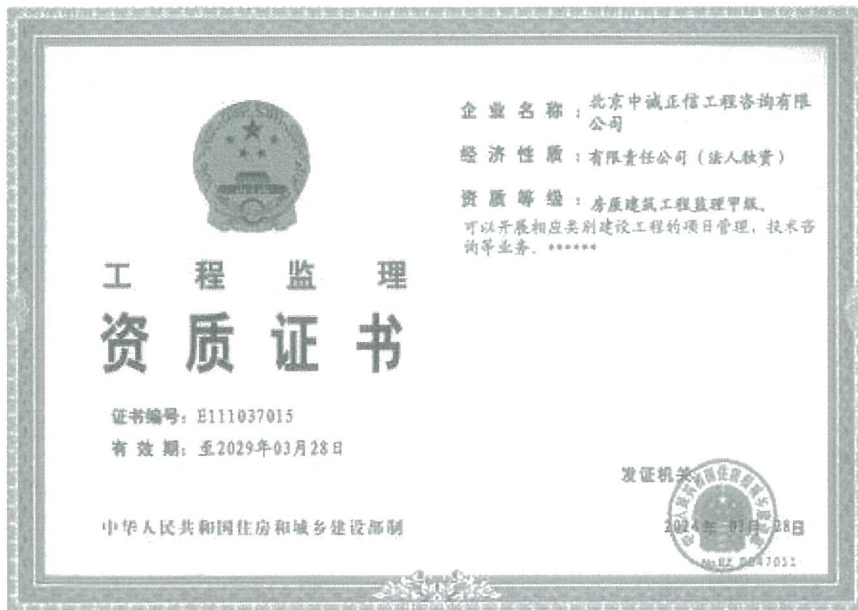 工程监理
资质证书
证书编号：E111037015
有效期：至2029年03月28日
中华人民共和国住房和城乡建设部制
企业名称：北京中诚正信工程咨询有限
公司
经济性质：有限责任公司（法人独资）
资质等级：房屋建筑工程监理甲级。
可以开展相应类别建设工程的项目管理、技术咨
询等业务。******
发证机关
2024年 03月 28日